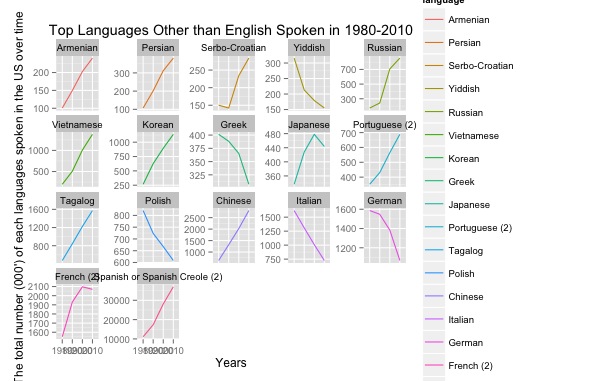 Top Languages Other than English Spoken in 1980-2010
The total number (000') of each languages spoken in the US over time
Armenian Persian Serbo-Croatian Yiddish Russian
200
150
100
300
200
100
250
200
150
300
250
200
150
700
500
300
Vietnamese Korean Greek Japanese Portuguese (2)
1000
500
1000
750
500
250
400
375
350
325
480
440
400
360
700
600
500
400
Tagalog Polish Chinese Italian German
1600
1200
800
800
750
700
650
600
2500
2000
1500
1000
1500
1250
1000
750
1600
1400
1200
French (2) Spanish or Spanish Creole (2)
2100
2000
1900
1800
1700
1600
30000
20000
10000
Years
language
Armenian
Persian
Serbo-Croatian
Yiddish
Russian
Vietnamese
Korean
Greek
Japanese
Portuguese (2)
Tagalog
Polish
Chinese
Italian
German
French (2)